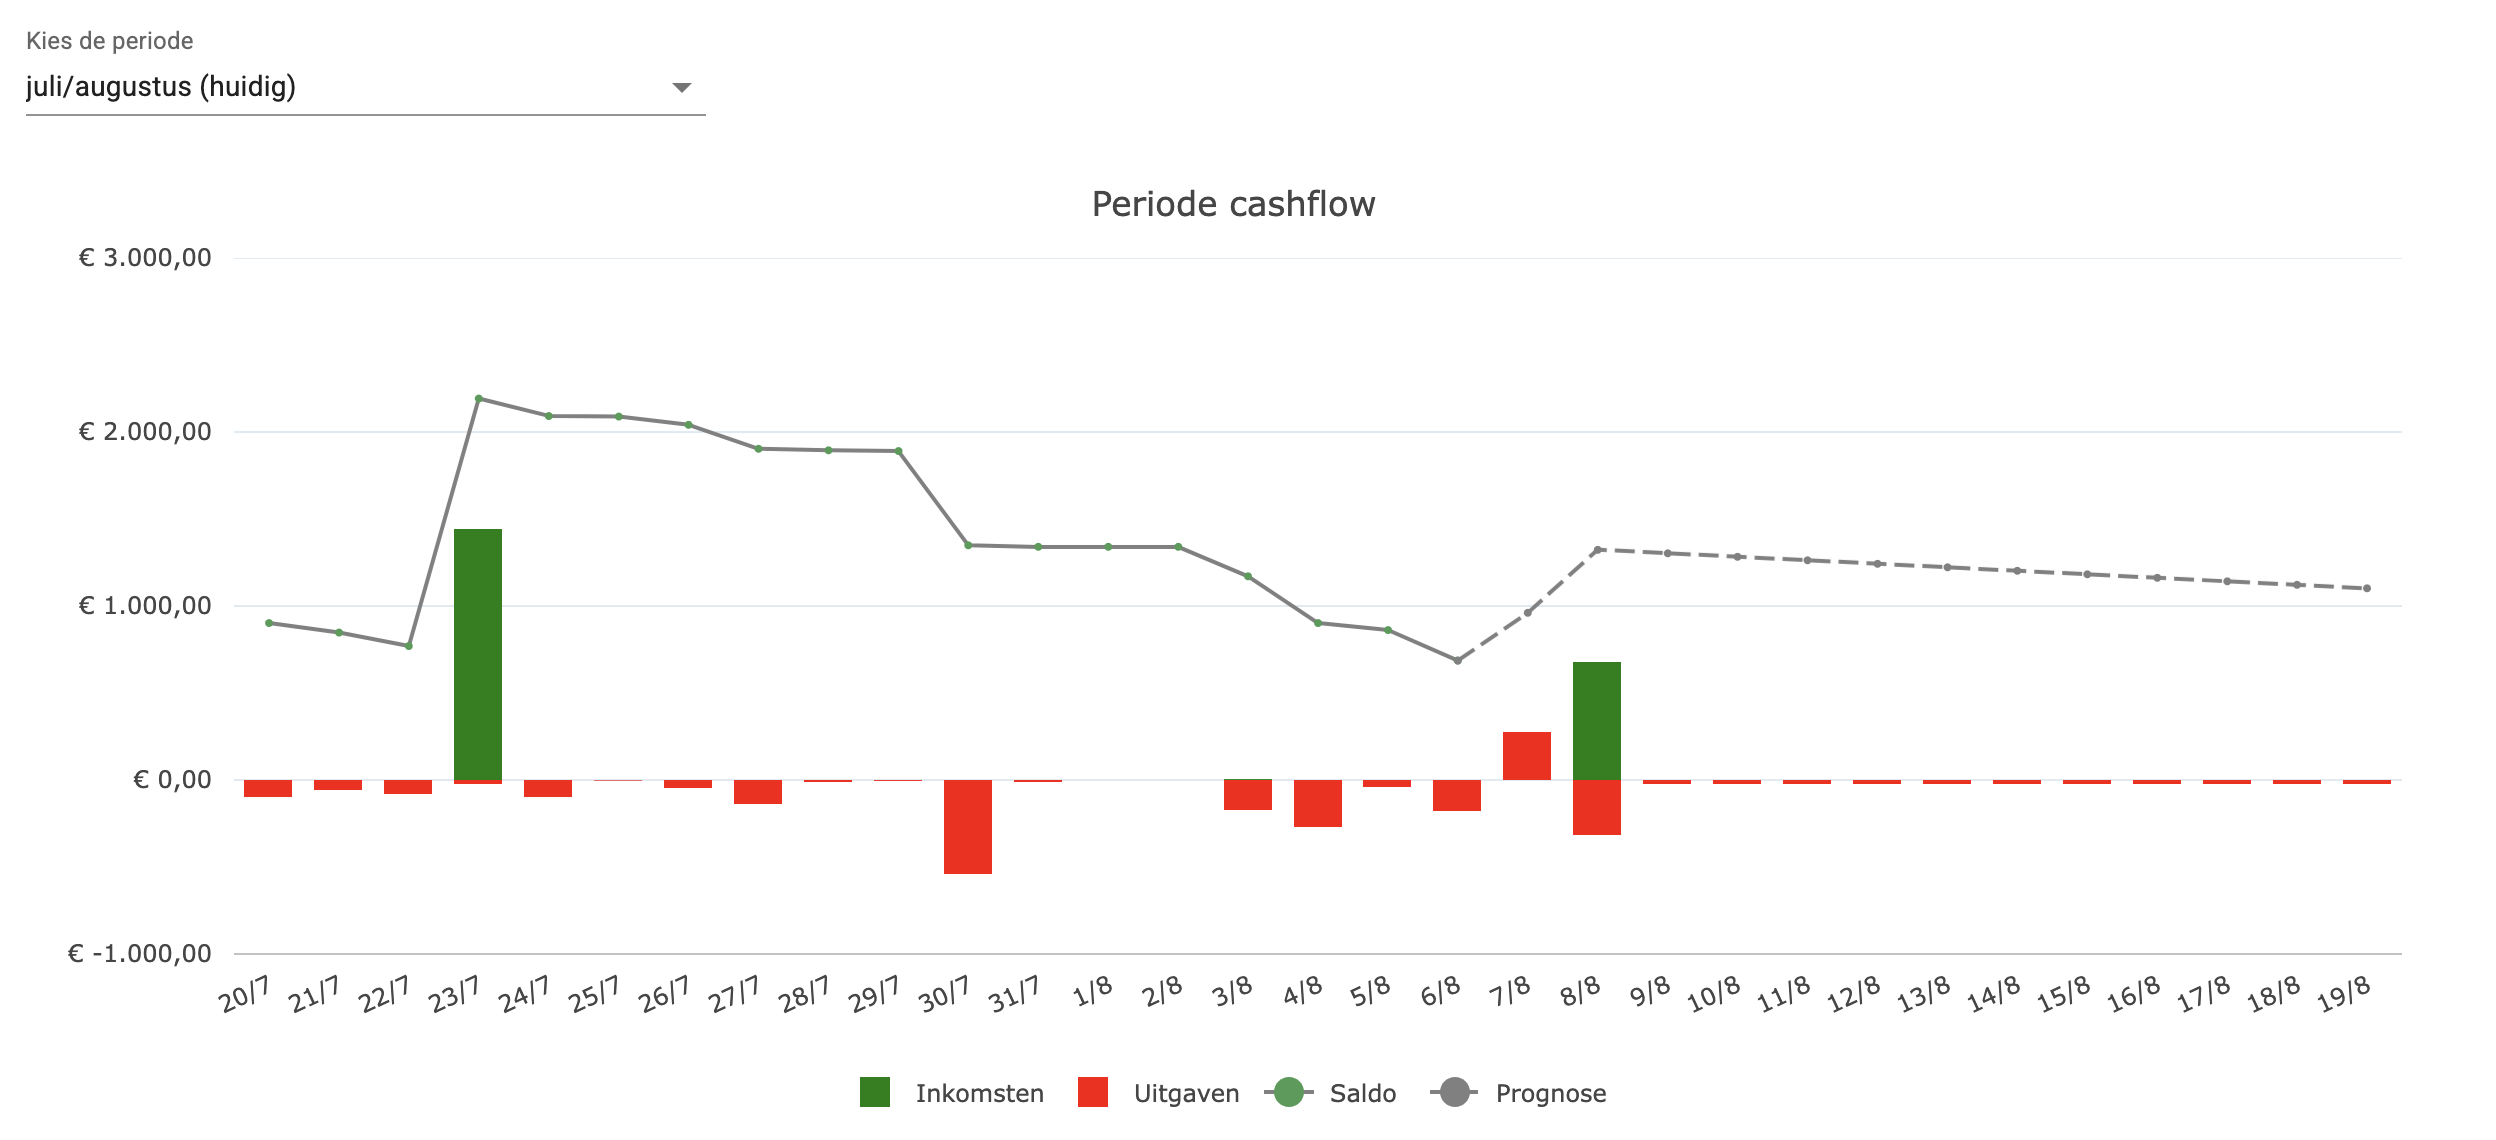 Kies de periode
juli/augustus (huidig)
Periode cashflow
€ 3.000,00
€ 2.000,00
€ 1.000,00
€ 0,00
€ -1.000,00
20/7 21/7 22/7 23/7 24/7 25/7 26/7 27/7 28/7 29/7 30/7 31/7 1/8 2/8 3/8 4/8 5/8 6/8 7/8 8/8 9/8 10/8 11/8 12/8 13/8 14/8 15/8 16/8 17/8 18/8 19/8
Inkomsten Uitgaven Saldo Prognose